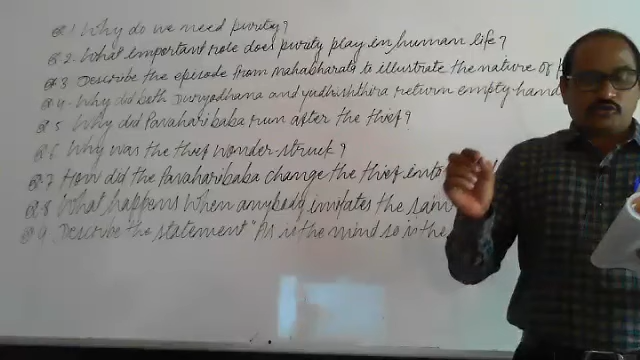 Q.1 Why do we need purity?
Q.2. What important role does purity play in human life?
Q.3 Describe the episode from mahabharata to illustrate the nature of
Q.4. Why did both Duryodhana and yudhishthira return empty hand
Q.5 Why did Pavaharibaba run after the thief?
Q.6 Why was the thief wonder struck?
Q.7 How did the Pavaharibaba change the thief into
Q.8 What happens when anybody imitates the
Q.9. Describe the statement "As is the mind so is the